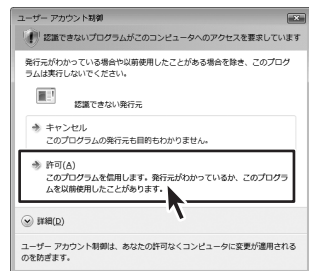 ユーザー アカウント制御
認識できないプログラムがこのコンピュータへのアクセスを要求しています
発行元がわかっている場合や以前使用したことがある場合を除き、このプログ
ラムは実行しないでください。
認識できない発行元
キャンセル
このプログラムの発行元も目的もわかりません。
許可(A)
このプログラムを信用します。発行元がわかっているか、このプログラ
ムを以前使用したことがあります。
詳細(D)
ユーザー アカウント制御は、あなたの許可なくコンピュータに変更が適用される
のを防ぎます。